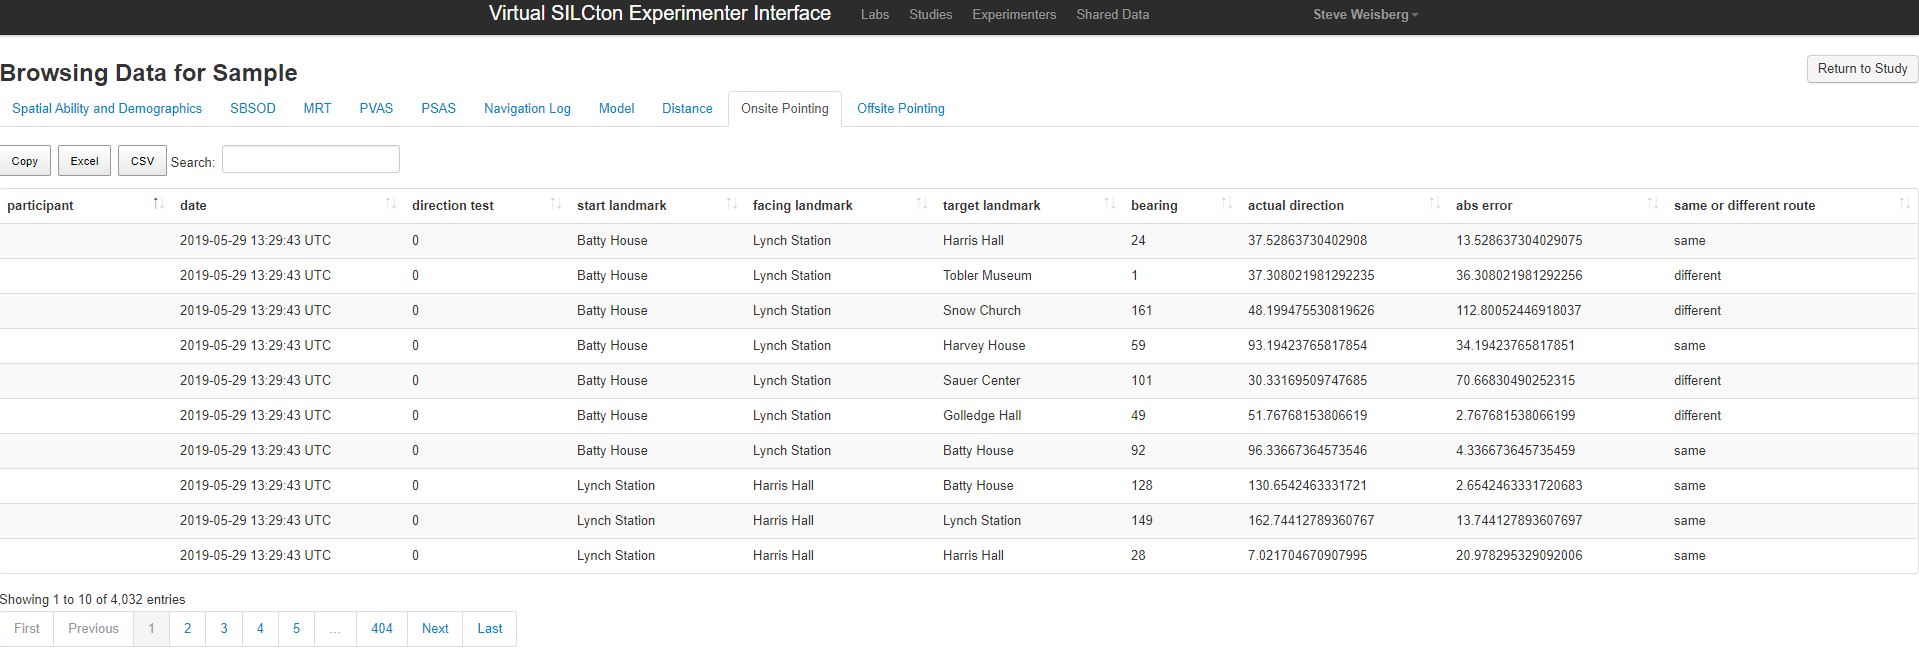 Virtual SILCton Experimenter Interface Labs Studies Experimenters Shared Data Steve Weisberg
Browsing Data for Sample Return to Study
Spatial Ability and Demographics SBSOD MRT PVAS PSAS Navigation Log Model Distance Onsite Pointing Offsite Pointing
Copy Excel CSV Search:
participant date direction test start landmark facing landmark target landmark bearing actual direction abs error same or different route
2019-05-29 13:29:43 UTC 0 Batty House Lynch Station Harris Hall 24 37.52863730402908 13.528637304029075 same
2019-05-29 13:29:43 UTC 0 Batty House Lynch Station Tobler Museum 1 37.308021981292235 36.308021981292256 different
2019-05-29 13:29:43 UTC 0 Batty House Lynch Station Snow Church 161 48.199475530819626 112.80052446918037 different
2019-05-29 13:29:43 UTC 0 Batty House Lynch Station Harvey House 59 93.19423765817854 34.19423765817851 same
2019-05-29 13:29:43 UTC 0 Batty House Lynch Station Sauer Center 101 30.33169509747685 70.66830490252315 different
2019-05-29 13:29:43 UTC 0 Batty House Lynch Station Golledge Hall 49 51.76768153806619 2.767681538066199 different
2019-05-29 13:29:43 UTC 0 Batty House Lynch Station Batty House 92 96.33667364573546 4.336673645735459 same
2019-05-29 13:29:43 UTC 0 Lynch Station Harris Hall Batty House 128 130.6542463331721 2.6542463331720683 same
2019-05-29 13:29:43 UTC 0 Lynch Station Harris Hall Lynch Station 149 162.74412789360767 13.744127893607697 same
2019-05-29 13:29:43 UTC 0 Lynch Station Harris Hall Harris Hall 28 7.021704670907995 20.978295329092006 same
Showing 1 to 10 of 4,032 entries
First Previous 1 2 3 4 5 ... 404 Next Last